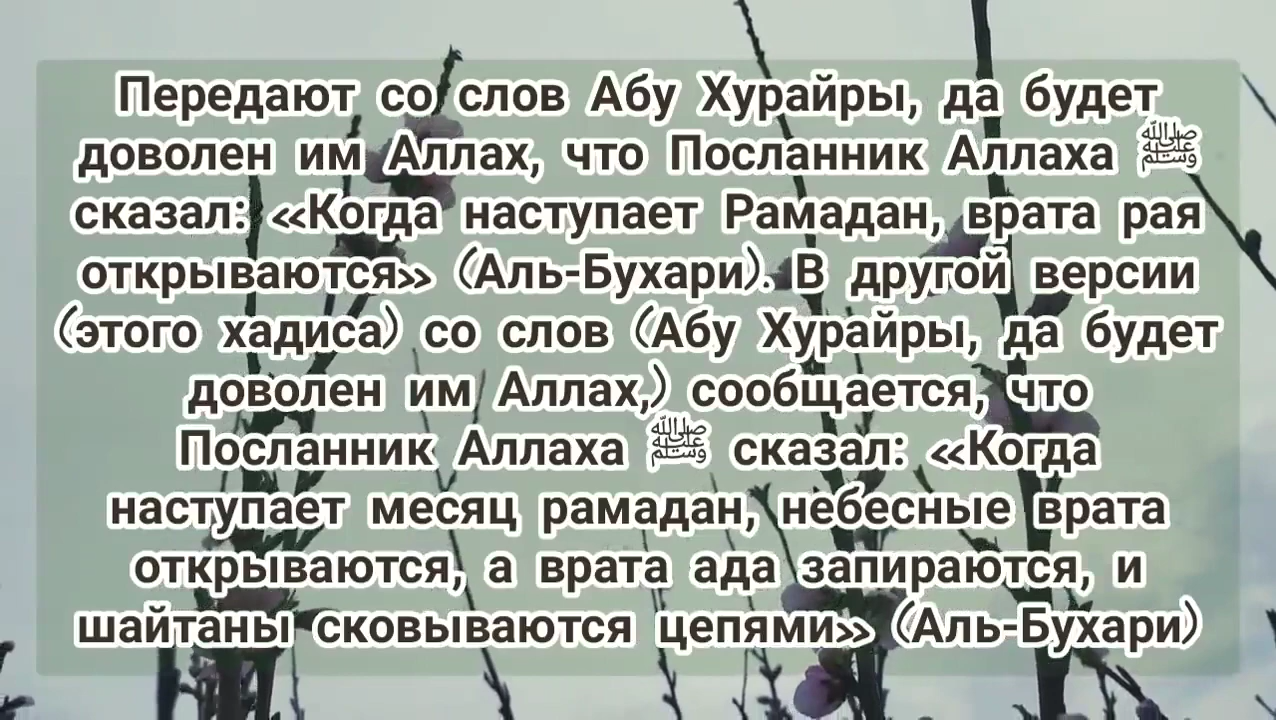 Передают со слов Абу Хурайры, да будет
доволен им Аллах, что Посланник Аллаха ﷺ
сказал: «Когда наступает Рамадан, врата рая
открываются» (Аль-Бухари). В другой версии
(этого хадиса) со слов (Абу Хурайры, да будет
доволен им Аллах,) сообщается, что
Посланник Аллаха ﷺ сказал: «Когда
наступает месяц рамадан, небесные врата
открываются, а врата ада запираются, и
шайтаны сковываются цепями» (Аль-Бухари)